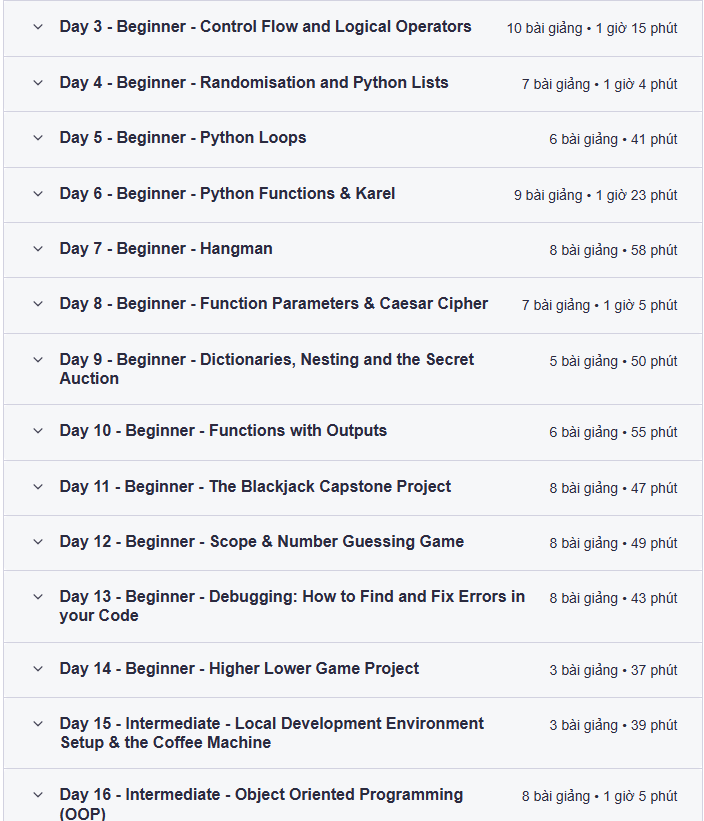 Day 3 - Beginner - Control Flow and Logical Operators 10 bài giảng • 1 giờ 15 phút
Day 4 - Beginner - Randomisation and Python Lists 7 bài giảng • 1 giờ 4 phút
Day 5 - Beginner - Python Loops 6 bài giảng • 41 phút
Day 6 - Beginner - Python Functions & Karel 9 bài giảng • 1 giờ 23 phút
Day 7 - Beginner - Hangman 8 bài giảng • 58 phút
Day 8 - Beginner - Function Parameters & Caesar Cipher 7 bài giảng • 1 giờ 5 phút
Day 9 - Beginner - Dictionaries, Nesting and the Secret 5 bài giảng • 50 phút
Auction
Day 10 - Beginner - Functions with Outputs 6 bài giảng • 55 phút
Day 11 - Beginner - The Blackjack Capstone Project 8 bài giảng • 47 phút
Day 12 - Beginner - Scope & Number Guessing Game 8 bài giảng • 49 phút
Day 13 - Beginner - Debugging: How to Find and Fix Errors in 8 bài giảng • 43 phút
your Code
Day 14 - Beginner - Higher Lower Game Project 3 bài giảng • 37 phút
Day 15 - Intermediate - Local Development Environment 3 bài giảng • 39 phút
Setup & the Coffee Machine
Day 16 - Intermediate - Object Oriented Programming 8 bài giảng • 1 giờ 5 phút
(OOP)